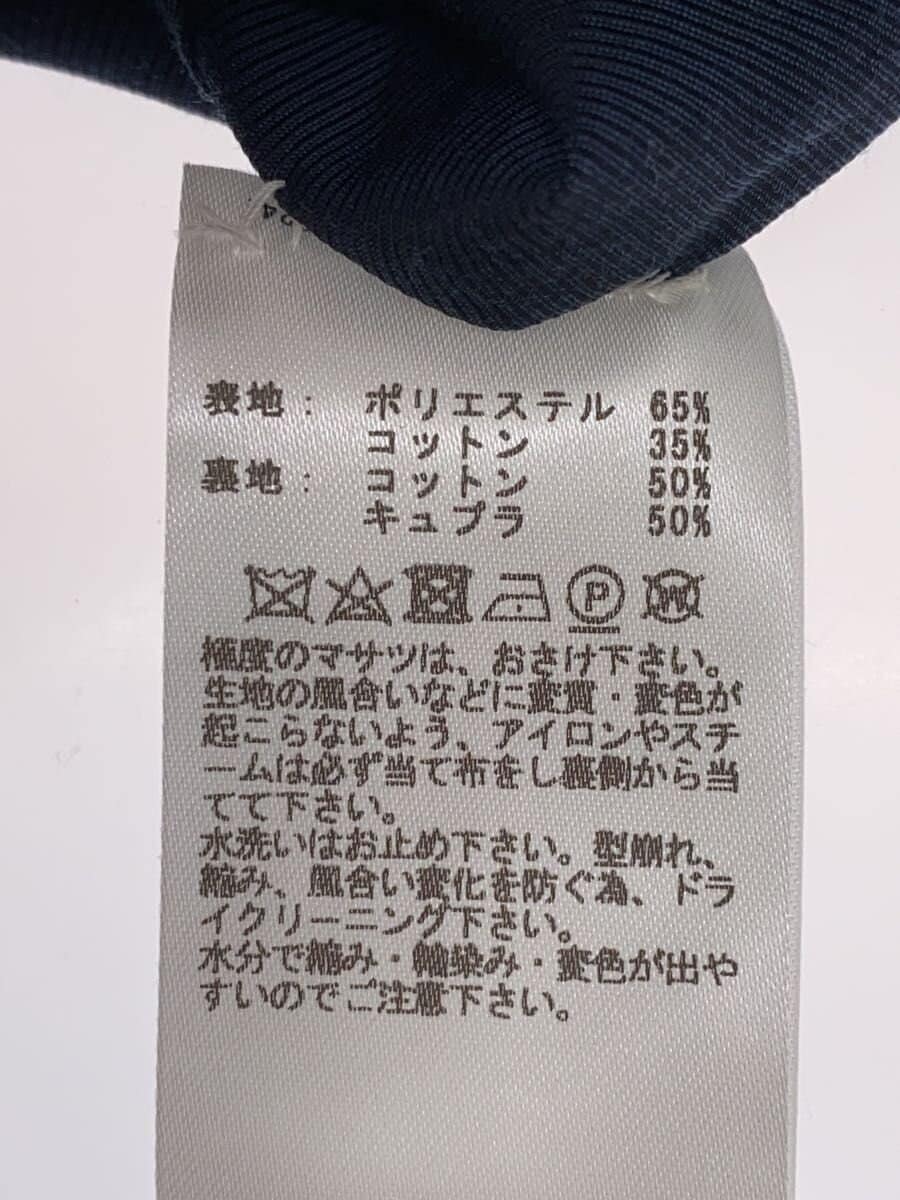 表地： ポリエステル 65%
コットン 35%
裏地： コットン 50%
キュプラ 50%
P W
極度のマサツは、おさけ下さい。
生地の風合いなどに変質・変色が
起こらないよう、アイロンやスチ
ームは必ず当て布をし裏側から当
てて下さい。
水洗いはお止め下さい。型崩れ、
縮み、風合い変化を防ぐ為、ドラ
イクリーニング下さい。
水分で縮み・輪染み・変色が出や
すいのでご注意下さい。